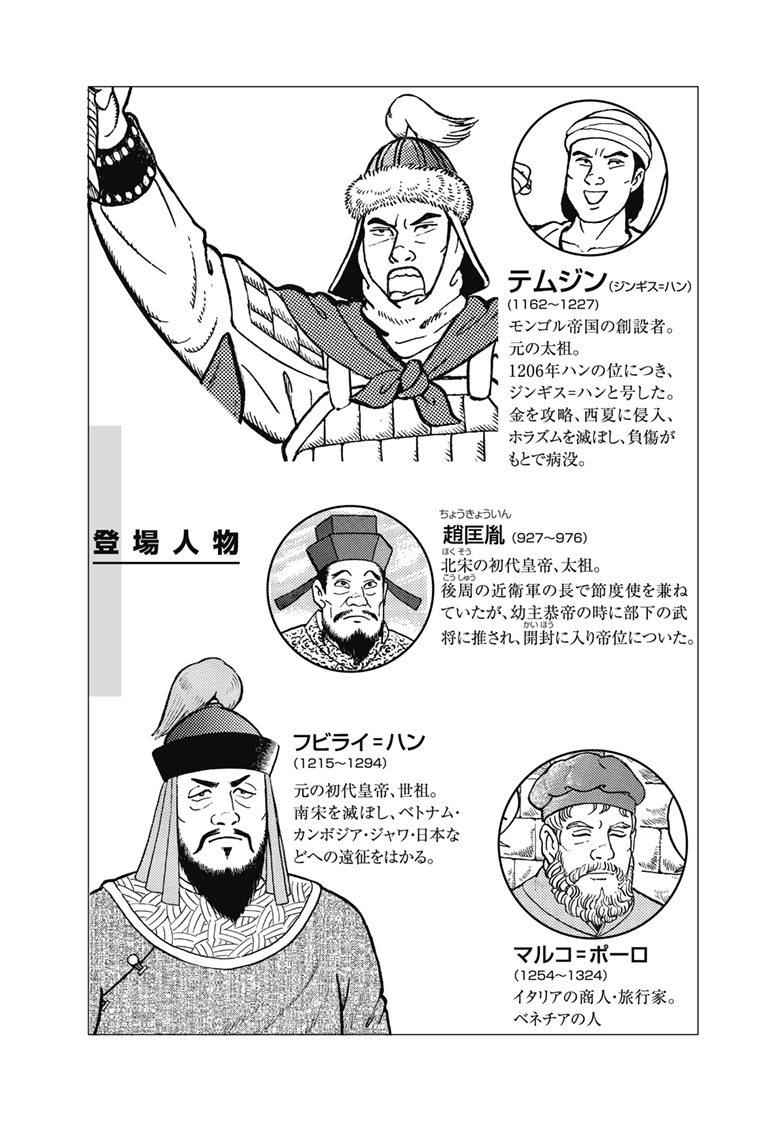 テムジン(ジンギス=ハン)
(1162〜1227)
モンゴル帝国の創設者。
元の太祖。
1206年ハンの位につき、
ジンギス=ハンと号した。
金を攻略、西夏に侵入、
ホラズムを滅ぼし、負傷が
もとで病没。
登場人物
ちょうきょういん
趙匡胤(927〜976)
ほくそう
北宋の初代皇帝、太祖。
こうしゅう
後周の近衛軍の長で節度使を兼ね
ていたが、幼主恭帝の時に部下の武
かいほう
将に推され、開封に入り帝位についた。
フビライ=ハン
(1215〜1294)
元の初代皇帝、世祖。
南宋を滅ぼし、ベトナム・
カンボジア・ジャワ・日本な
どへの遠征をはかる。
マルコ=ポーロ
(1254〜1324)
イタリアの商人・旅行家。
ベネチアの人